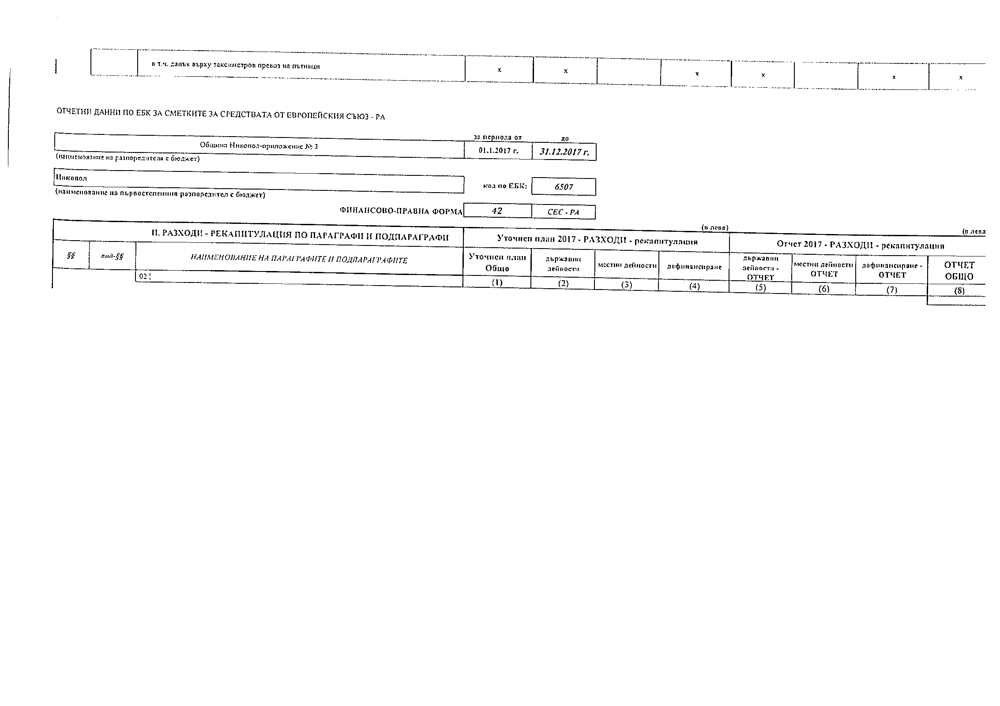 в т.ч. данък върху таксиметров превоз на пътници x x x x x x
ОТЧЕТНИ ДАННИ ПО ЕБК ЗА СМЕТКИТЕ ЗА СРЕДСТВАТА ОТ ЕВРОПЕЙСКИЯ СЪЮЗ - РА
за периода от до
Община Никопол-приложение № 3 01.1.2017 г. 31.12.2017 г.
(наименование на разпоредителя с бюджет)
Никопол код по ЕБК: 6507
(наименование на първостепенния разпоредител с бюджет)
ФИНАНСОВО-ПРАВНА ФОРМА 42 СЕС - РА
(в лева) (в лева
II. РАЗХОДИ - РЕКАПИТУЛАЦИЯ ПО ПАРАГРАФИ И ПОДПАРАГРАФИ Уточнен план 2017 - РАЗХОДИ - рекапитулация Отчет 2017 - РАЗХОДИ - рекапитулация
§§ под-§§ НАИМЕНОВАНИЕ НА ПАРАГРАФИТЕ И ПОДПАРАГРАФИТЕ
Уточнен план
Общо
държавни
дейности
местни дейности
дофинансиране
държавни
дейности -
ОТЧЕТ
местни дейности
ОТЧЕТ
дофинансиране -
ОТЧЕТ
ОТЧЕТ
ОБЩО
02 (1) (2) (3) (4) (5) (6) (7) (8)